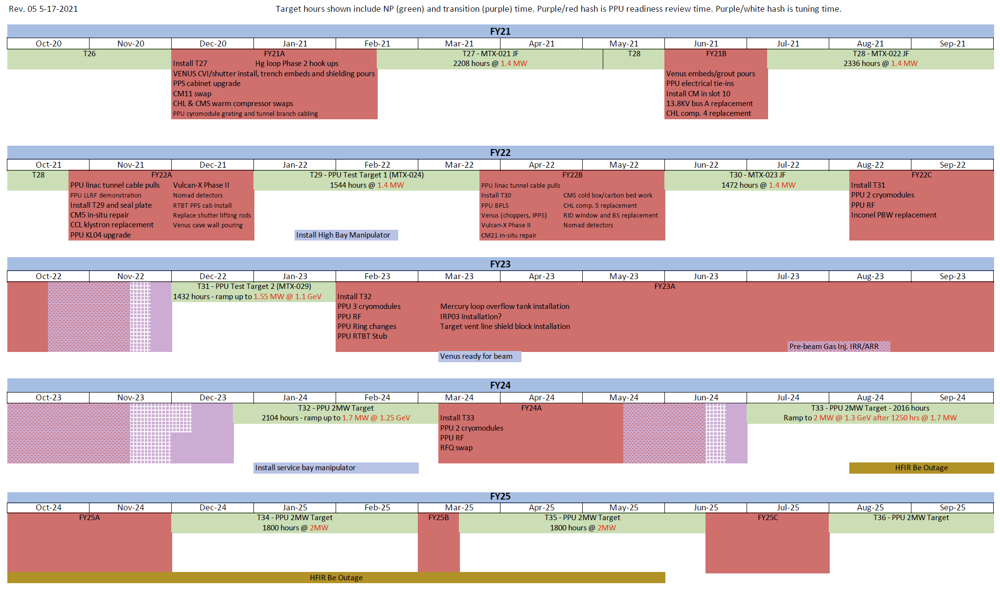 Rev. 05 5-17-2021
Target hours shown include NP (green) and transition (purple) time. Purple/red hash is PPU readiness review time. Purple/white hash is tuning time.
FY21
Oct-20 Nov-20 Dec-20 Jan-21 Feb-21 Mar-21 Apr-21 May-21 Jun-21 Jul-21 Aug-21 Sep-21
T26 FY21A T27 - MTX-021 JF T28 FY21B T28 - MTX-022 JF
Install T27 Hg loop Phase 2 hook ups 2208 hours @ 1.4 MW 2336 hours @ 1.4 MW
VENUS CVI/shutter install, trench embeds and shielding pours Venus embeds/grout pours
PPS cabinet upgrade PPU electrical tie-ins
CM11 swap Install CM in slot 10
CHL & CMS warm compressor swaps 13.8KV bus A replacement
PPU cyromodule grating and tunnel branch cabling CHL comp. 4 replacement
FY22
Oct-21 Nov-21 Dec-21 Jan-22 Feb-22 Mar-22 Apr-22 May-22 Jun-22 Jul-22 Aug-22 Sep-22
T28 FY22A T29 - PPU Test Target 1 (MTX-024) FY22B T30 - MTX-023 JF FY22C
PPU linac tunnel cable pulls Vulcan-X Phase II 1544 hours @ 1.4 MW PPU linac tunnel cable pulls 1472 hours @ 1.4 MW Install T31
PPU LLRF demonstration Nomad detectors Install T30 CMS cold box/carbon bed work PPU 2 cryomodules
Install T29 and seal plate RTBT PPS cab install PPU BPLS CHL comp. 5 replacement PPU RF
CM5 in-situ repair Replace shutter lifting rods Venus (choppers, IPPS) RID window and BS replacement Inconel PBW replacement
CCL klystron replacement Venus cave wall pouring Vulcan-X Phase II Nomad detectors
PPU KL04 upgrade Install High Bay Manipulator CM21 in-situ repair
FY23
Oct-22 Nov-22 Dec-22 Jan-23 Feb-23 Mar-23 Apr-23 May-23 Jun-23 Jul-23 Aug-23 Sep-23
T31 - PPU Test Target 2 (MTX-029) FY23A
1432 hours - ramp up to 1.55 MW @ 1.1 GeV Install T32
PPU 3 cryomodules Mercury loop overflow tank installation
PPU RF IRP03 installation?
PPU Ring changes Target vent line shield block installation
PPU RTBT Stub
Pre-beam Gas Inj. IRR/ARR
Venus ready for beam
FY24
Oct-23 Nov-23 Dec-23 Jan-24 Feb-24 Mar-24 Apr-24 May-24 Jun-24 Jul-24 Aug-24 Sep-24
T32 - PPU 2MW Target FY24A T33 - PPU 2MW Target - 2016 hours
2104 hours - ramp up to 1.7 MW @ 1.25 GeV Install T33 Ramp to 2 MW @ 1.3 GeV after 1250 hrs @ 1.7 MW
PPU 2 cryomodules
PPU RF
RFQ swap
Install service bay manipulator HFIR Be Outage
FY25
Oct-24 Nov-24 Dec-24 Jan-25 Feb-25 Mar-25 Apr-25 May-25 Jun-25 Jul-25 Aug-25 Sep-25
FY25A T34 - PPU 2MW Target FY25B T35 - PPU 2MW Target FY25C T36 - PPU 2MW Target
1800 hours @ 2MW 1800 hours @ 2MW
HFIR Be Outage